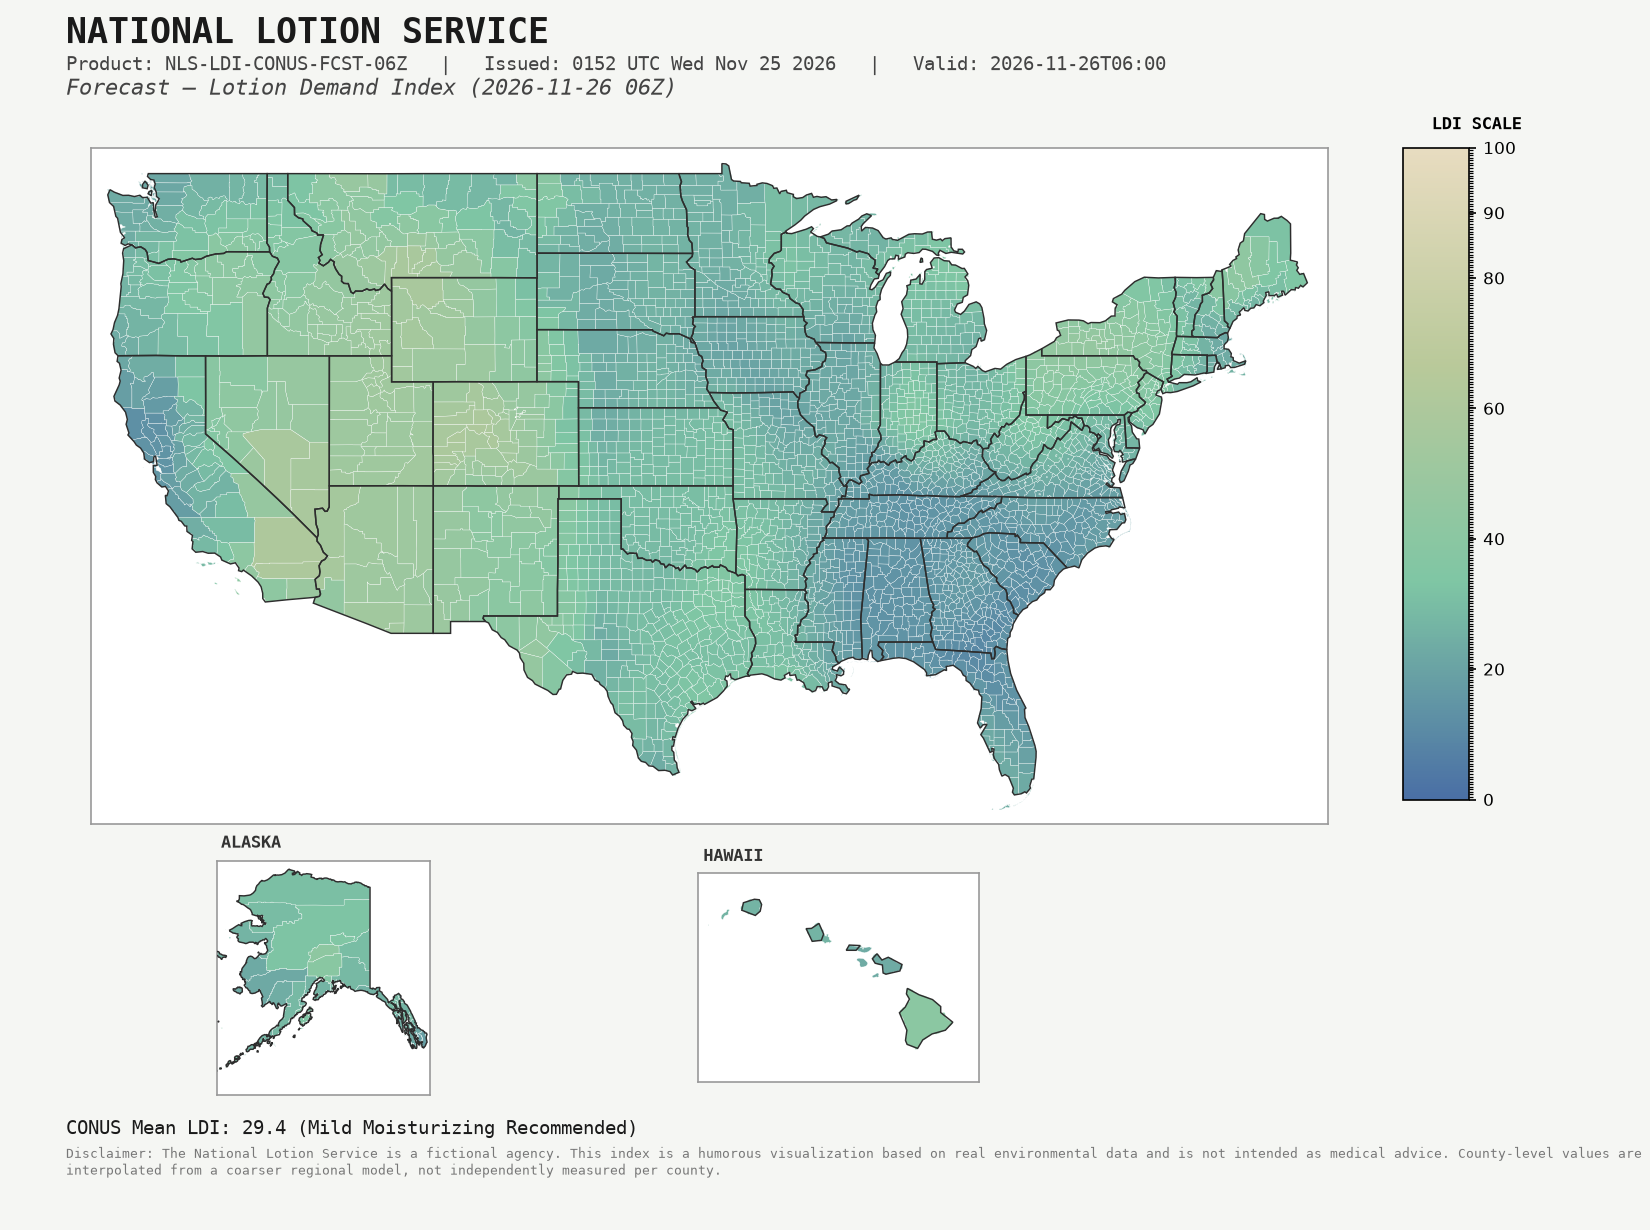 NATIONAL LOTION SERVICE
Product: NLS-LDI-CONUS-FCST-06Z   |   Issued: 0152 UTC Wed Nov 25 2026   |   Valid: 2026-11-26T06:00
Forecast — Lotion Demand Index (2026-11-26 06Z)
LDI SCALE
100
90
80
60
40
20
0
ALASKA
HAWAII
CONUS Mean LDI: 29.4 (Mild Moisturizing Recommended)
Disclaimer: The National Lotion Service is a fictional agency. This index is a humorous visualization based on real environmental data and is not intended as medical advice. County-level values are
interpolated from a coarser regional model, not independently measured per county.